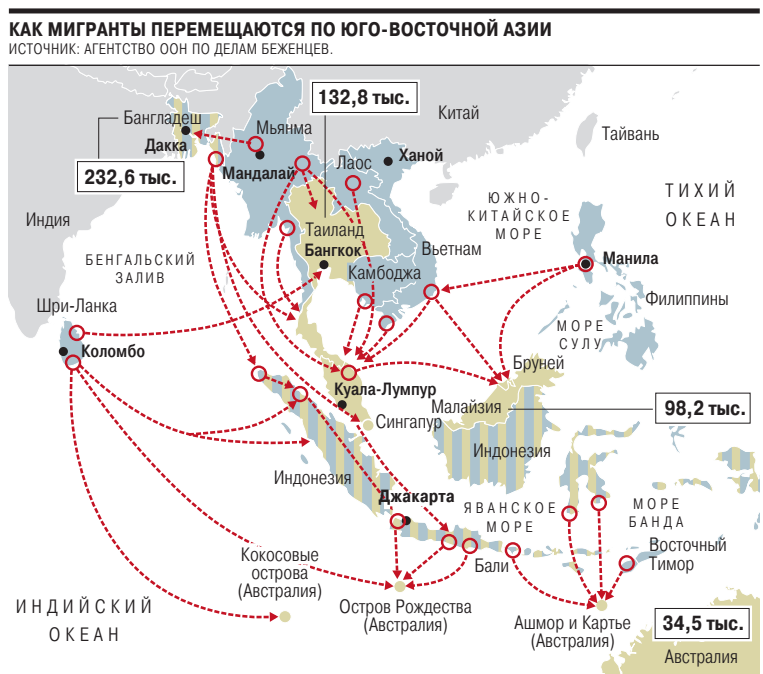 КАК МИГРАНТЫ ПЕРЕМЕЩАЮТСЯ ПО ЮГО-ВОСТОЧНОЙ АЗИИ
ИСТОЧНИК: АГЕНТСТВО ООН ПО ДЕЛАМ БЕЖЕНЦЕВ.
132,8 тыс.
Китай
Бангладеш
Мьянма
Тайвань
Дакка
Лаос
Ханой
Мандалай
232,6 тыс.
ТИХИЙ
ОКЕАН
ЮЖНО-
КИТАЙСКОЕ
МОРЕ
Индия
Таиланд
Бангкок
Вьетнам
БЕНГАЛЬСКИЙ
ЗАЛИВ
Манила
Камбоджа
Шри-Ланка
Филиппины
МОРЕ
СУЛУ
Коломбо
Бруней
Куала-Лумпур
Малайзия
98,2 тыс.
Сингапур
Индонезия
Индонезия
Джакарта
ЯВАНСКОЕ
МОРЕ
МОРЕ
БАНДА
Восточный
Тимор
Кокосовые
острова
(Австралия)
Бали
ИНДИЙСКИЙ
ОКЕАН
Остров Рождества
(Австралия)
Ашмор и Картье
(Австралия)
34,5 тыс.
Австралия